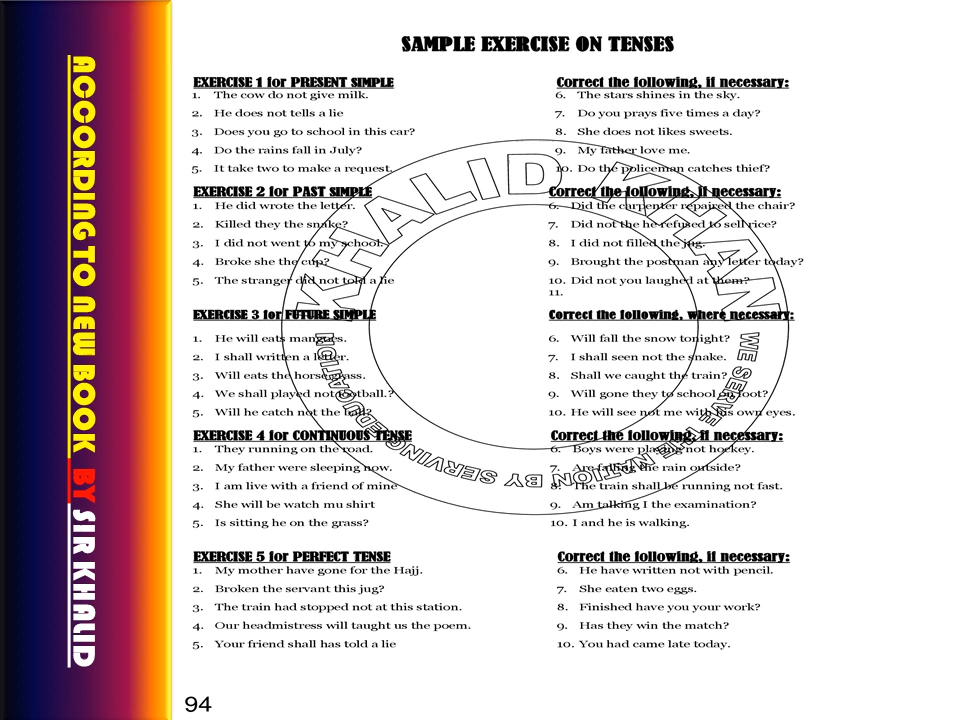 ACCORDING TO NEW BOOK BY SIR KHALID
SAMPLE EXERCISE ON TENSES
EXERCISE 1 for PRESENT SIMPLE
1. The cow do not give milk.
2. He does not tells a lie
3. Does you go to school in this car?
4. Do the rains fall in July?
5. It take two to make a request.
Correct the following, if necessary:
6. The stars shines in the sky.
7. Do you prays five times a day?
8. She does not likes sweets.
9. My father love me.
10. Do the policeman catches thief?
EXERCISE 2 for PAST SIMPLE
1. He did wrote the letter.
2. Killed they the snake?
3. I did not went to my school.
4. Broke she the cup?
5. The stranger did not told a lie
Correct the following, if necessary:
6. Did the carpenter repaired the chair?
7. Did not the he refused to sell rice?
8. I did not filled the jug.
9. Brought the postman any letter today?
10. Did not you laughed at them?
11.
EXERCISE 3 for FUTURE SIMPLE
1. He will eats mangoes.
2. I shall written a letter.
3. Will eats the horse grass.
4. We shall played not football.?
5. Will he catch not the ball?
Correct the following, where necessary:
6. Will fall the snow tonight?
7. I shall seen not the snake.
8. Shall we caught the train?
9. Will gone they to school on foot?
10. He will see not me with his own eyes.
EXERCISE 4 for CONTINUOUS TENSE
1. They running on the road.
2. My father were sleeping now.
3. I am live with a friend of mine
4. She will be watch mu shirt
5. Is sitting he on the grass?
Correct the following, if necessary:
6. Boys were playing not hockey.
7. Are falling the rain outside?
8. The train shall be running not fast.
9. Am talking I the examination?
10. I and he is walking.
EXERCISE 5 for PERFECT TENSE
1. My mother have gone for the Hajj.
2. Broken the servant this jug?
3. The train had stopped not at this station.
4. Our headmistress will taught us the poem.
5. Your friend shall has told a lie
Correct the following, if necessary:
6. He have written not with pencil.
7. She eaten two eggs.
8. Finished have you your work?
9. Has they win the match?
10. You had came late today.
KHALID KHAN
WE SERVE THE NATION BY SERVING EDUCATION
94